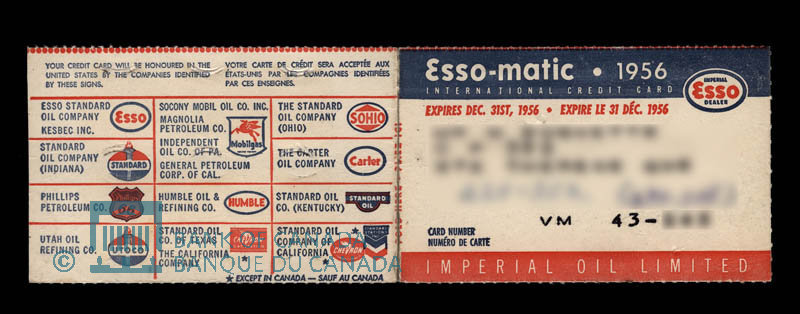 YOUR CREDIT CARD WILL BE HONOURED IN THE
UNITED STATES BY THE COMPANIES IDENTIFIED
BY THESE SIGNS.
VOTRE CARTE DE CRÉDIT SERA ACCEPTÉE AUX
ÉTATS-UNIS PAR LES COMPAGNIES IDENTIFIÉES
PAR CES ENSEIGNES.
ESSO STANDARD
OIL COMPANY
KESBEC INC.
Esso
SOCONY MOBIL OIL CO. INC.
MAGNOLIA
PETROLEUM CO.
INDEPENDENT
OIL CO. OF PA.
GENERAL PETROLEUM
CORP. OF CAL.
Mobilgas
THE STANDARD
OIL COMPANY
(OHIO)
SOHIO
STANDARD
OIL COMPANY
(INDIANA)
STANDARD
THE CARTER
OIL COMPANY
Carter
PHILLIPS
PETROLEUM CO.
PHILLIPS
66
HUMBLE OIL &
REFINING CO.
HUMBLE
STANDARD OIL
CO. (KENTUCKY)
STANDARD OIL
UTAH OIL
REFINING CO.
UTOCO
STANDARD OIL
CO. OF TEXAS
THE CALIFORNIA
COMPANY
CHEVRON
STANDARD OIL
COMPANY OF
CALIFORNIA
★ CHEVRON
★ EXCEPT IN CANADA — SAUF AU CANADA
© BANK OF CANADA
BANQUE DU CANADA
Esso-matic • 1956
INTERNATIONAL CREDIT CARD
IMPERIAL
Esso
DEALER
EXPIRES DEC. 31ST, 1956 • EXPIRE LE 31 DÉC. 1956
VM 43-
CARD NUMBER
NUMÉRO DE CARTE
IMPERIAL OIL LIMITED